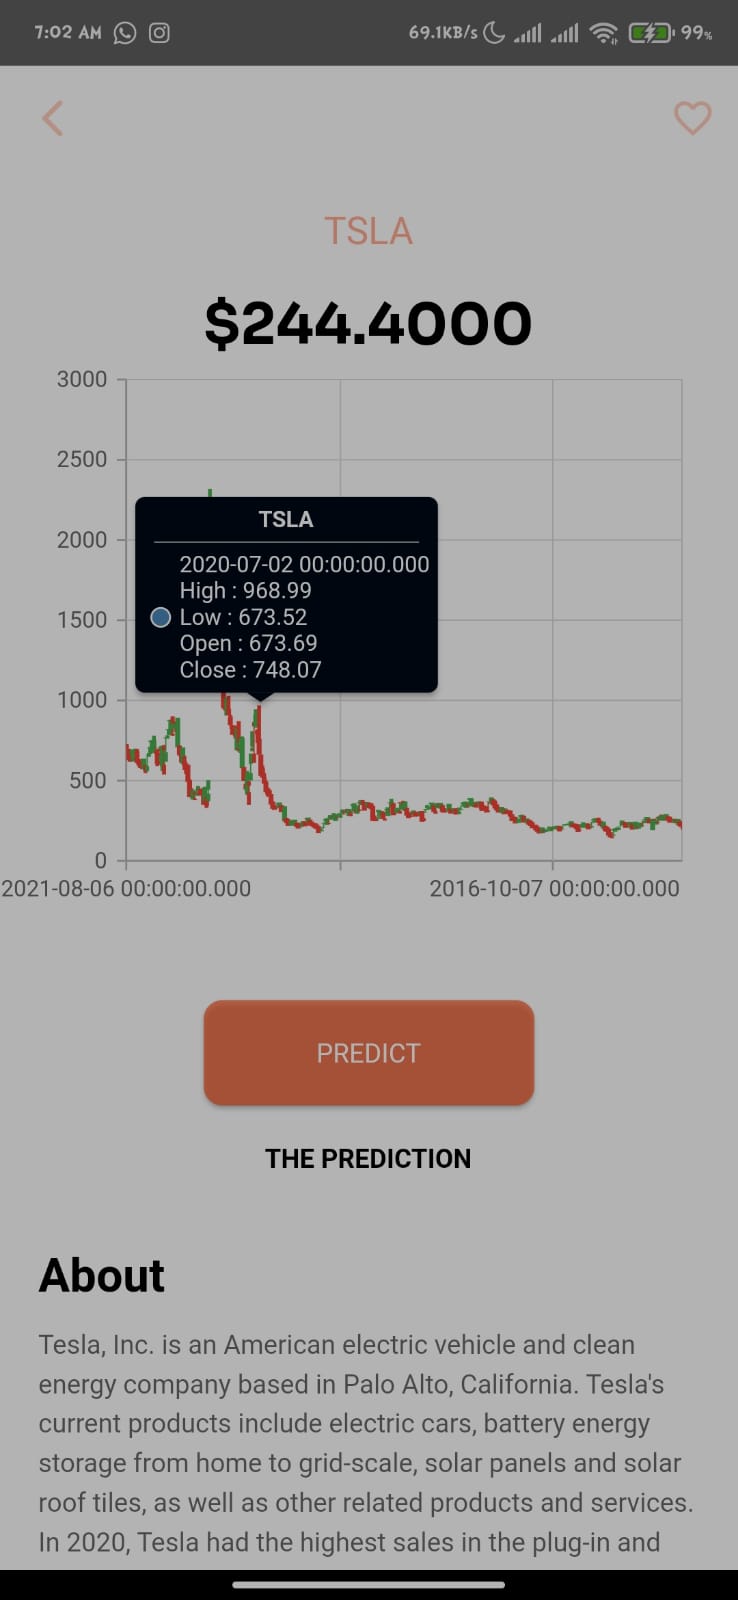 7:02 AM 69.1KB/s 99%
TSLA
$244.4000
3000
2500
2000
1500
1000
500
0
TSLA
2020-07-02 00:00:00.000
High : 968.99
Low : 673.52
Open : 673.69
Close : 748.07
2021-08-06 00:00:00.000 2016-10-07 00:00:00.000
PREDICT
THE PREDICTION
About
Tesla, Inc. is an American electric vehicle and clean
energy company based in Palo Alto, California. Tesla's
current products include electric cars, battery energy
storage from home to grid-scale, solar panels and solar
roof tiles, as well as other related products and services.
In 2020, Tesla had the highest sales in the plug-in and